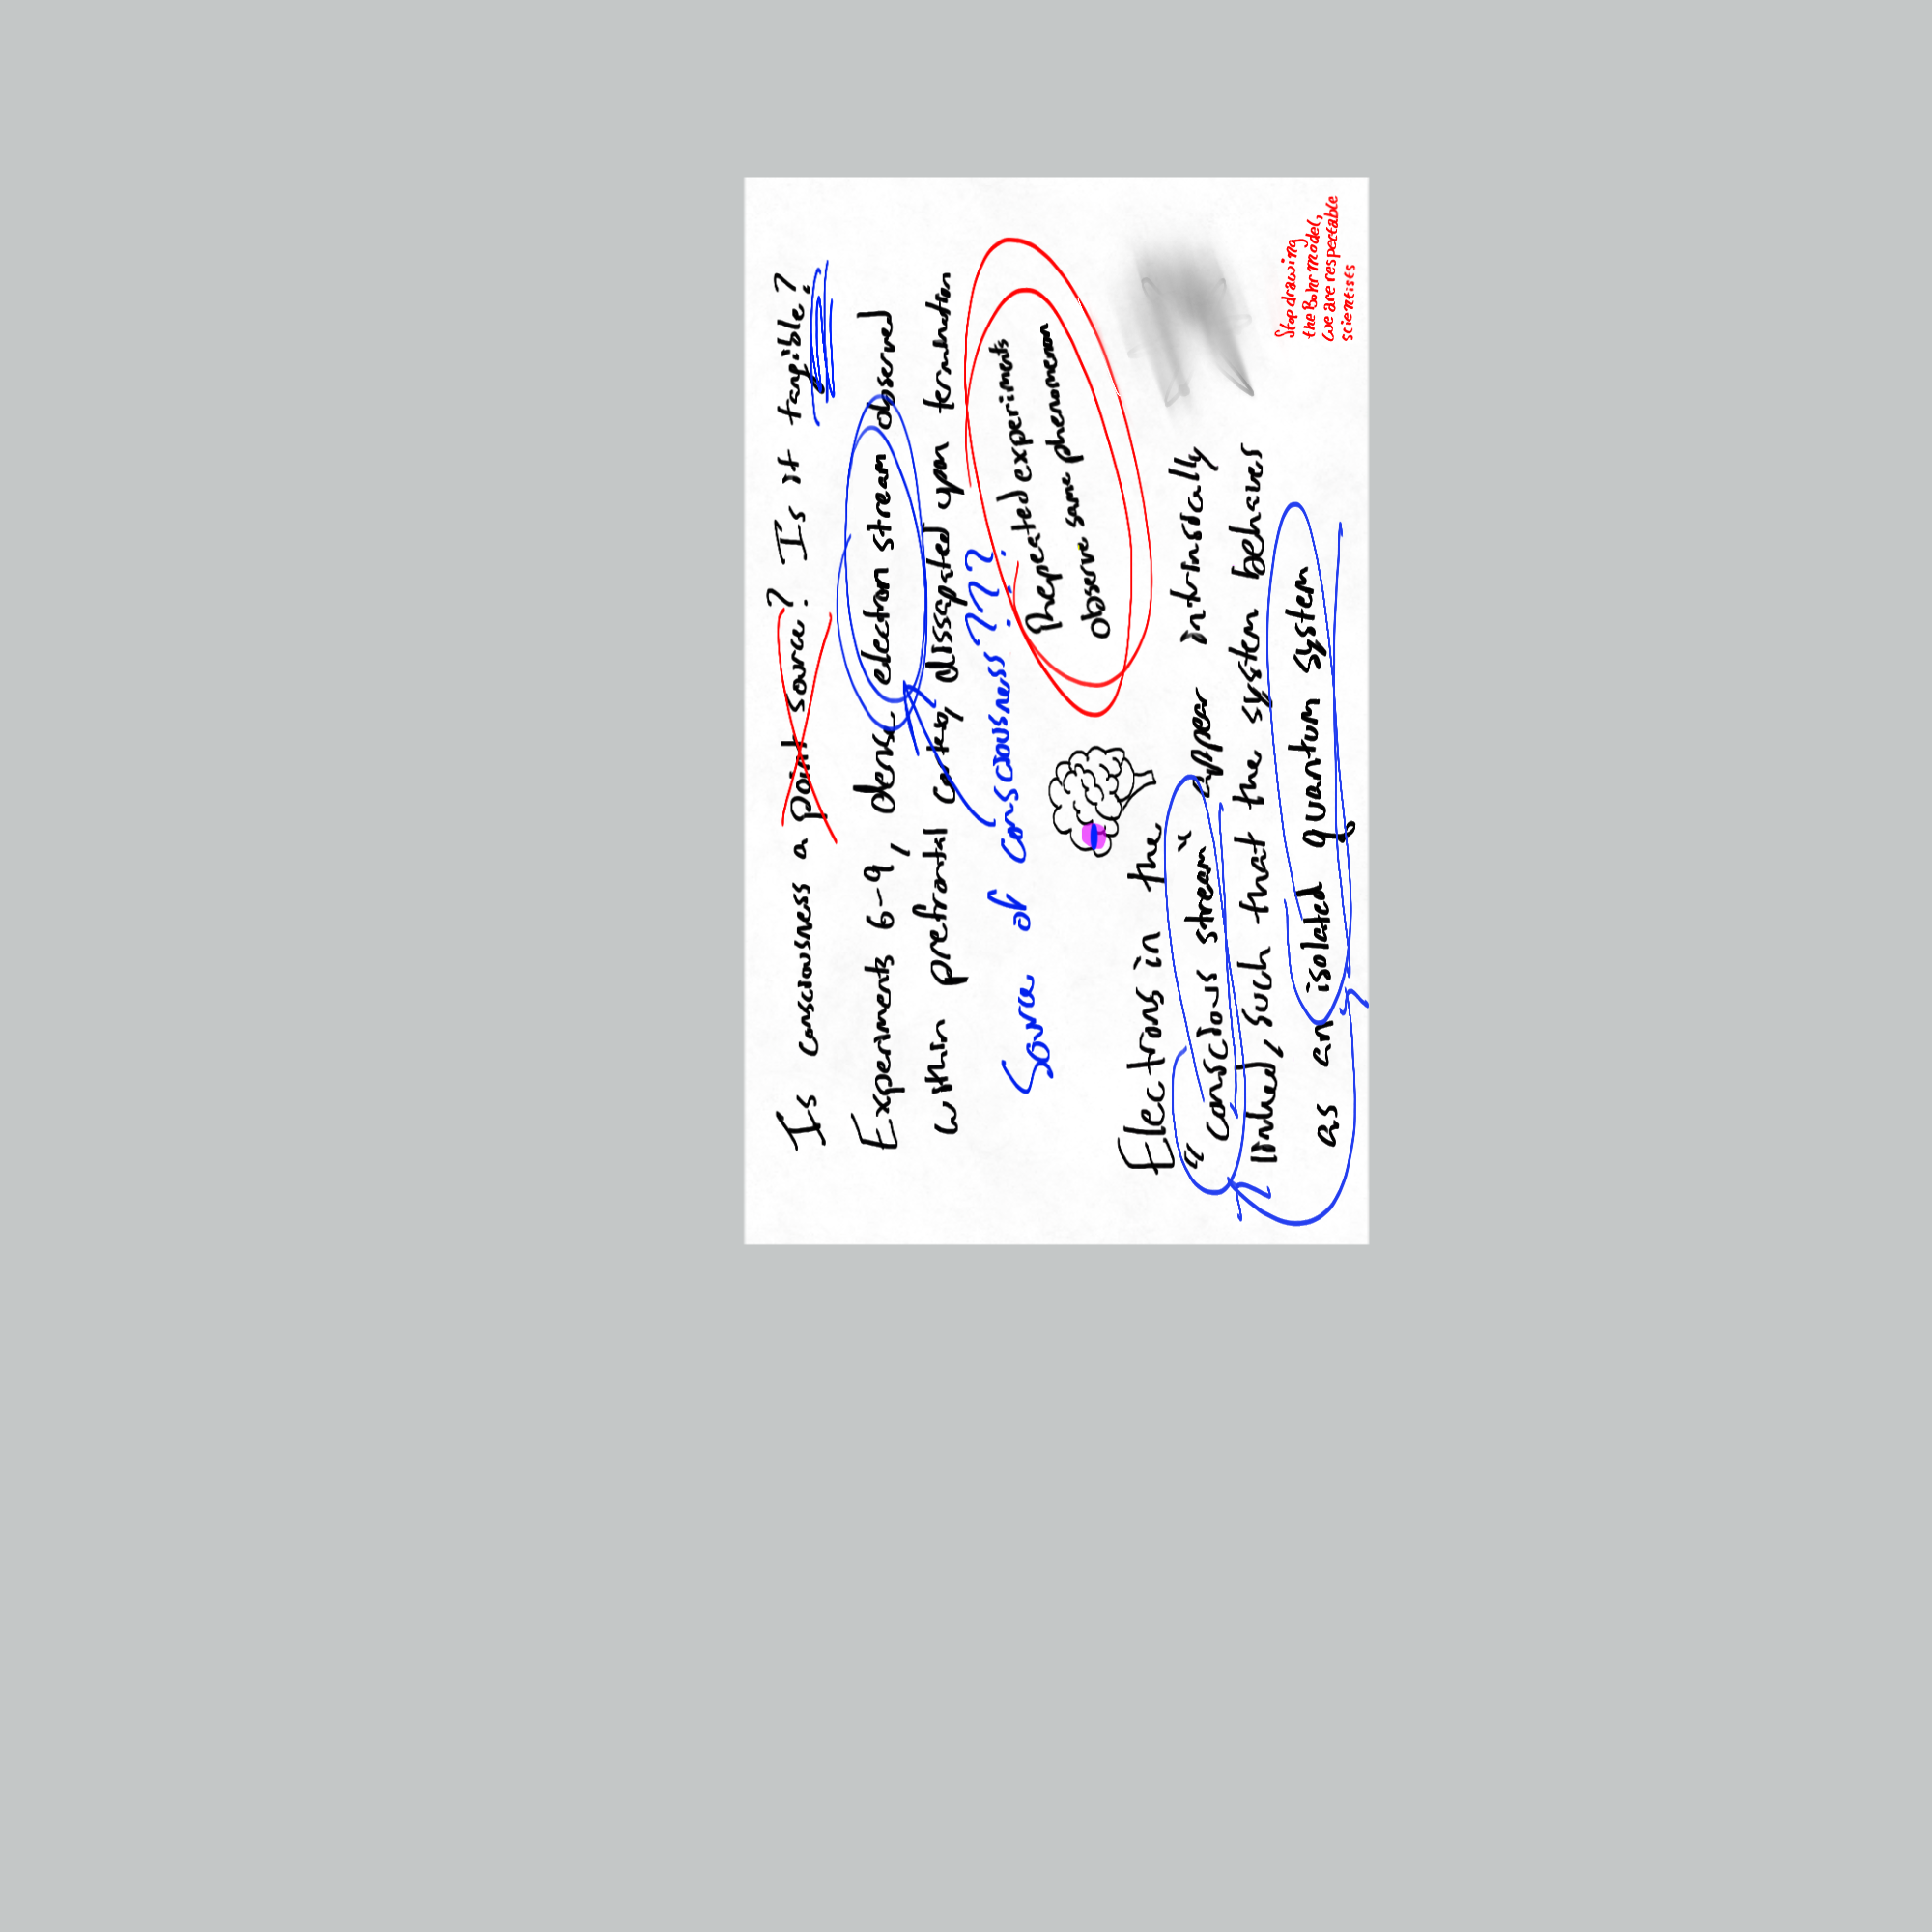 Is consciousness a point source? Is it tangible?
Experiments 6-9, dense electron stream observed
within prefrontal cortex, dissapated upon termination
Source of consciousness???
Repeated experiments
observe same phenomenon
Electrons in the
"conscious stream" appear intrinsically
linked, such that the system behaves
as an isolated quantum system
Stop drawing
the Bohr model,
we are respectable
scientists